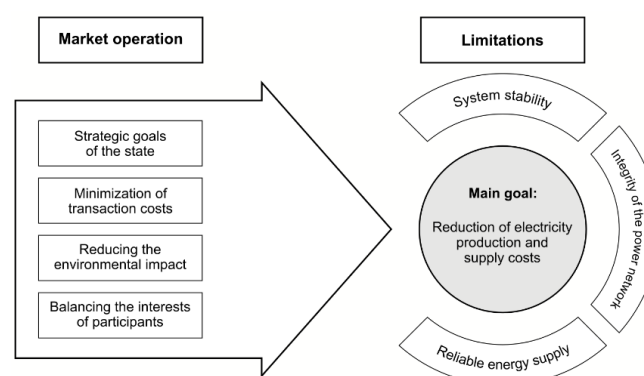 Market operation
Limitations
Strategic goals
of the state
Minimization of
transaction costs
Reducing the
environmental impact
Balancing the interests
of participants
System stability
Integrity of the power network
Main goal:
Reduction of electricity
production and
supply costs
Reliable energy supply